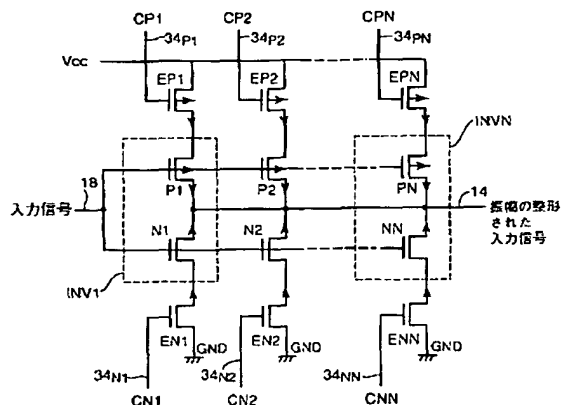 CP1 CP2 CPN
34P1 34P2 34PN
Vcc
EP1 EP2 EPN
INVN
18 P1 P2 PN 14
入力信号
振幅の整形
された
入力信号
N1 N2 NN
INV1
EN1 GND EN2 GND ENN GND
34N1 34N2 34NN
CN1 CN2 CNN